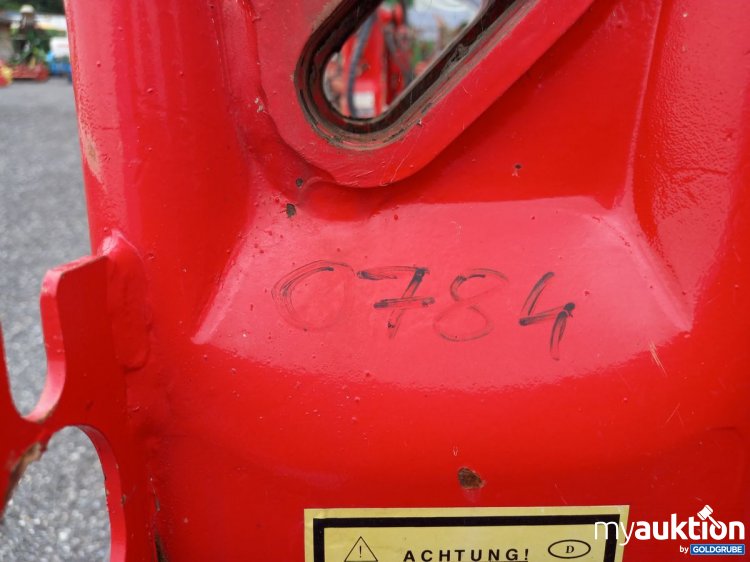 0784
ACHTUNG! D
myauktion
by GOLDGRUBE